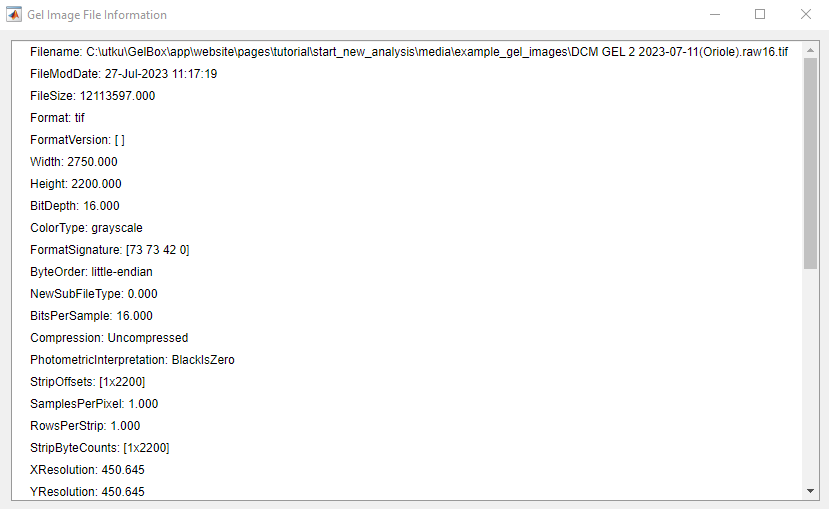 Gel Image File Information
Filename: C:\utku\GelBox\app\website\pages\tutorial\start_new_analysis\media\example_gel_images\DCM GEL 2 2023-07-11(Oriole).raw16.tif
FileModDate: 27-Jul-2023 11:17:19
FileSize: 12113597.000
Format: tif
FormatVersion: [ ]
Width: 2750.000
Height: 2200.000
BitDepth: 16.000
ColorType: grayscale
FormatSignature: [73 73 42 0]
ByteOrder: little-endian
NewSubFileType: 0.000
BitsPerSample: 16.000
Compression: Uncompressed
PhotometricInterpretation: BlackIsZero
StripOffsets: [1x2200]
SamplesPerPixel: 1.000
RowsPerStrip: 1.000
StripByteCounts: [1x2200]
XResolution: 450.645
YResolution: 450.645